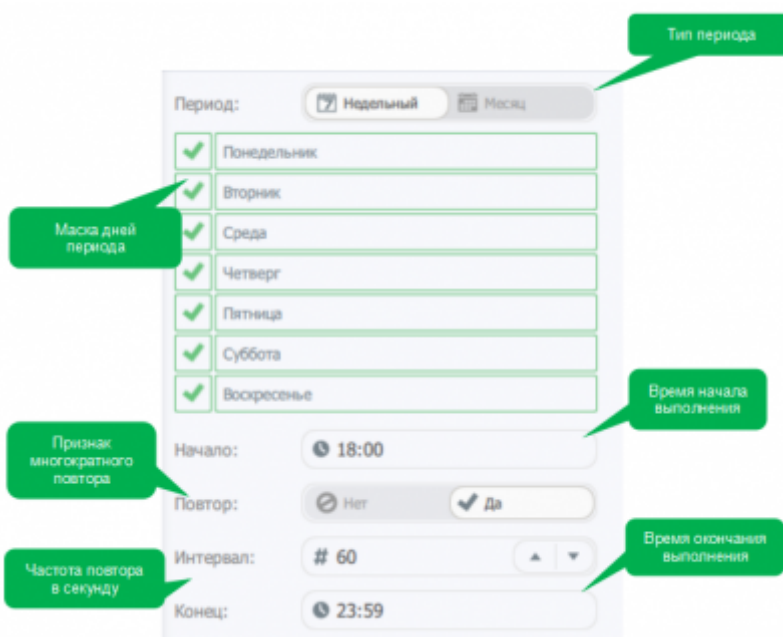 Тип периода
Период:
Недельный
Месяц
Понедельник
Вторник
Маска дней
периода
Среда
Четверг
Пятница
Суббота
Воскресенье
Время начала
выполнения
Признак
многократного
повтора
Начало:
18:00
Повтор:
Нет
Да
Время окончания
выполнения
Интервал:
# 60
Частота повтора
в секунду
Конец:
23:59